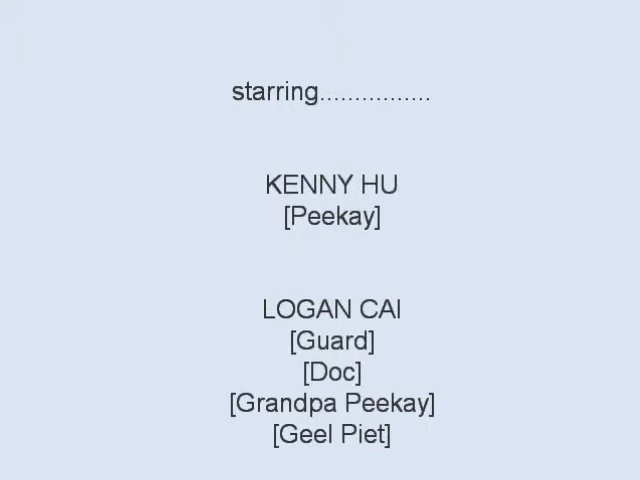 starring................
KENNY HU
[Peekay]
LOGAN CAI
[Guard]
[Doc]
[Grandpa Peekay]
[Geel Piet]